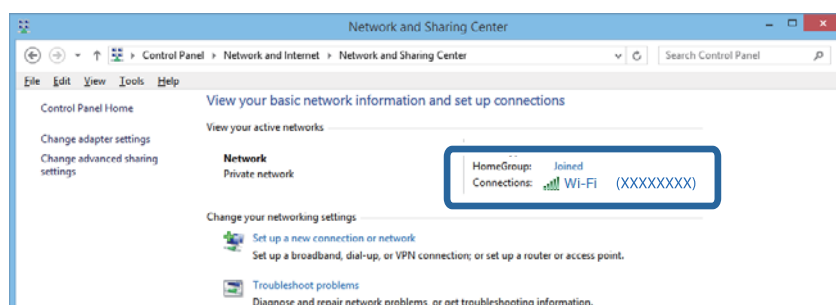 Network and Sharing Center
Control Panel Network and Internet Network and Sharing Center Search Control Panel
File Edit View Tools Help
Control Panel Home
Change adapter settings
Change advanced sharing
settings
View your basic network information and set up connections
View your active networks
Network
Private network
HomeGroup: Joined
Connections: Wi-Fi (XXXXXXXX)
Change your networking settings
Set up a new connection or network
Set up a broadband, dial-up, or VPN connection; or set up a router or access point.
Troubleshoot problems
Diagnose and repair network problems, or get troubleshooting information.